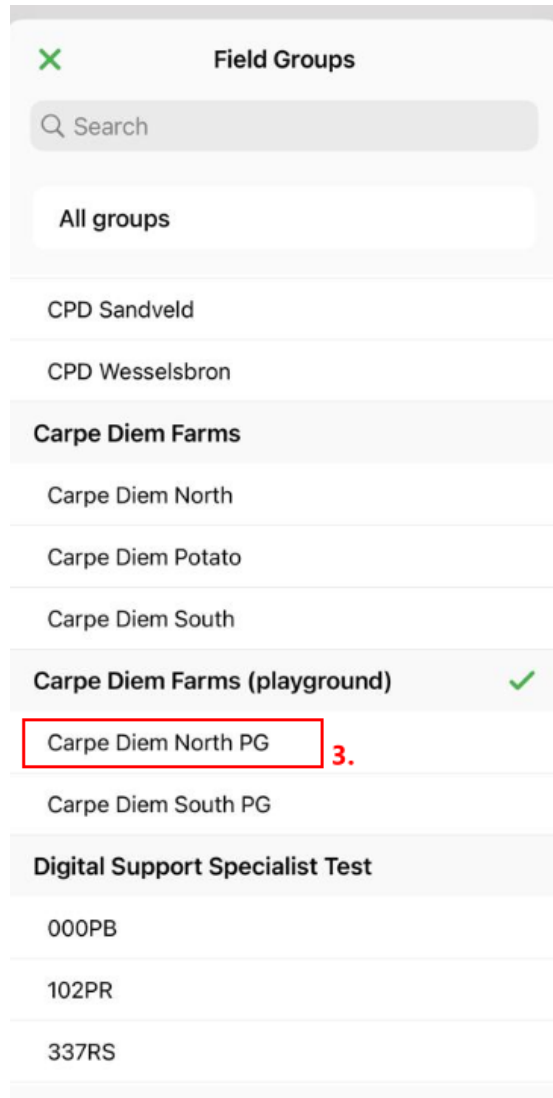 Field Groups
Search
All groups
CPD Sandveld
CPD Wesselsbron
Carpe Diem Farms
Carpe Diem North
Carpe Diem Potato
Carpe Diem South
Carpe Diem Farms (playground)
Carpe Diem North PG 3.
Carpe Diem South PG
Digital Support Specialist Test
000PB
102PR
337RS